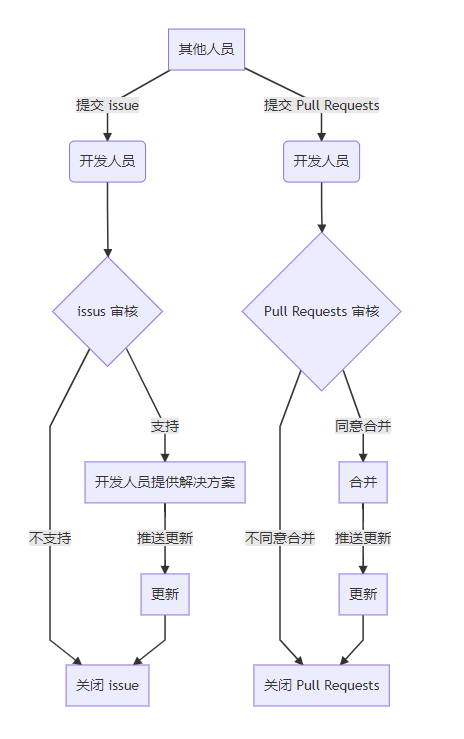 其他人员
提交 issue
提交 Pull Requests
开发人员
开发人员
issus 审核
Pull Requests 审核
支持
同意合并
开发人员提供解决方案
合并
不支持
推送更新
不同意合并
推送更新
更新
更新
关闭 issue
关闭 Pull Requests